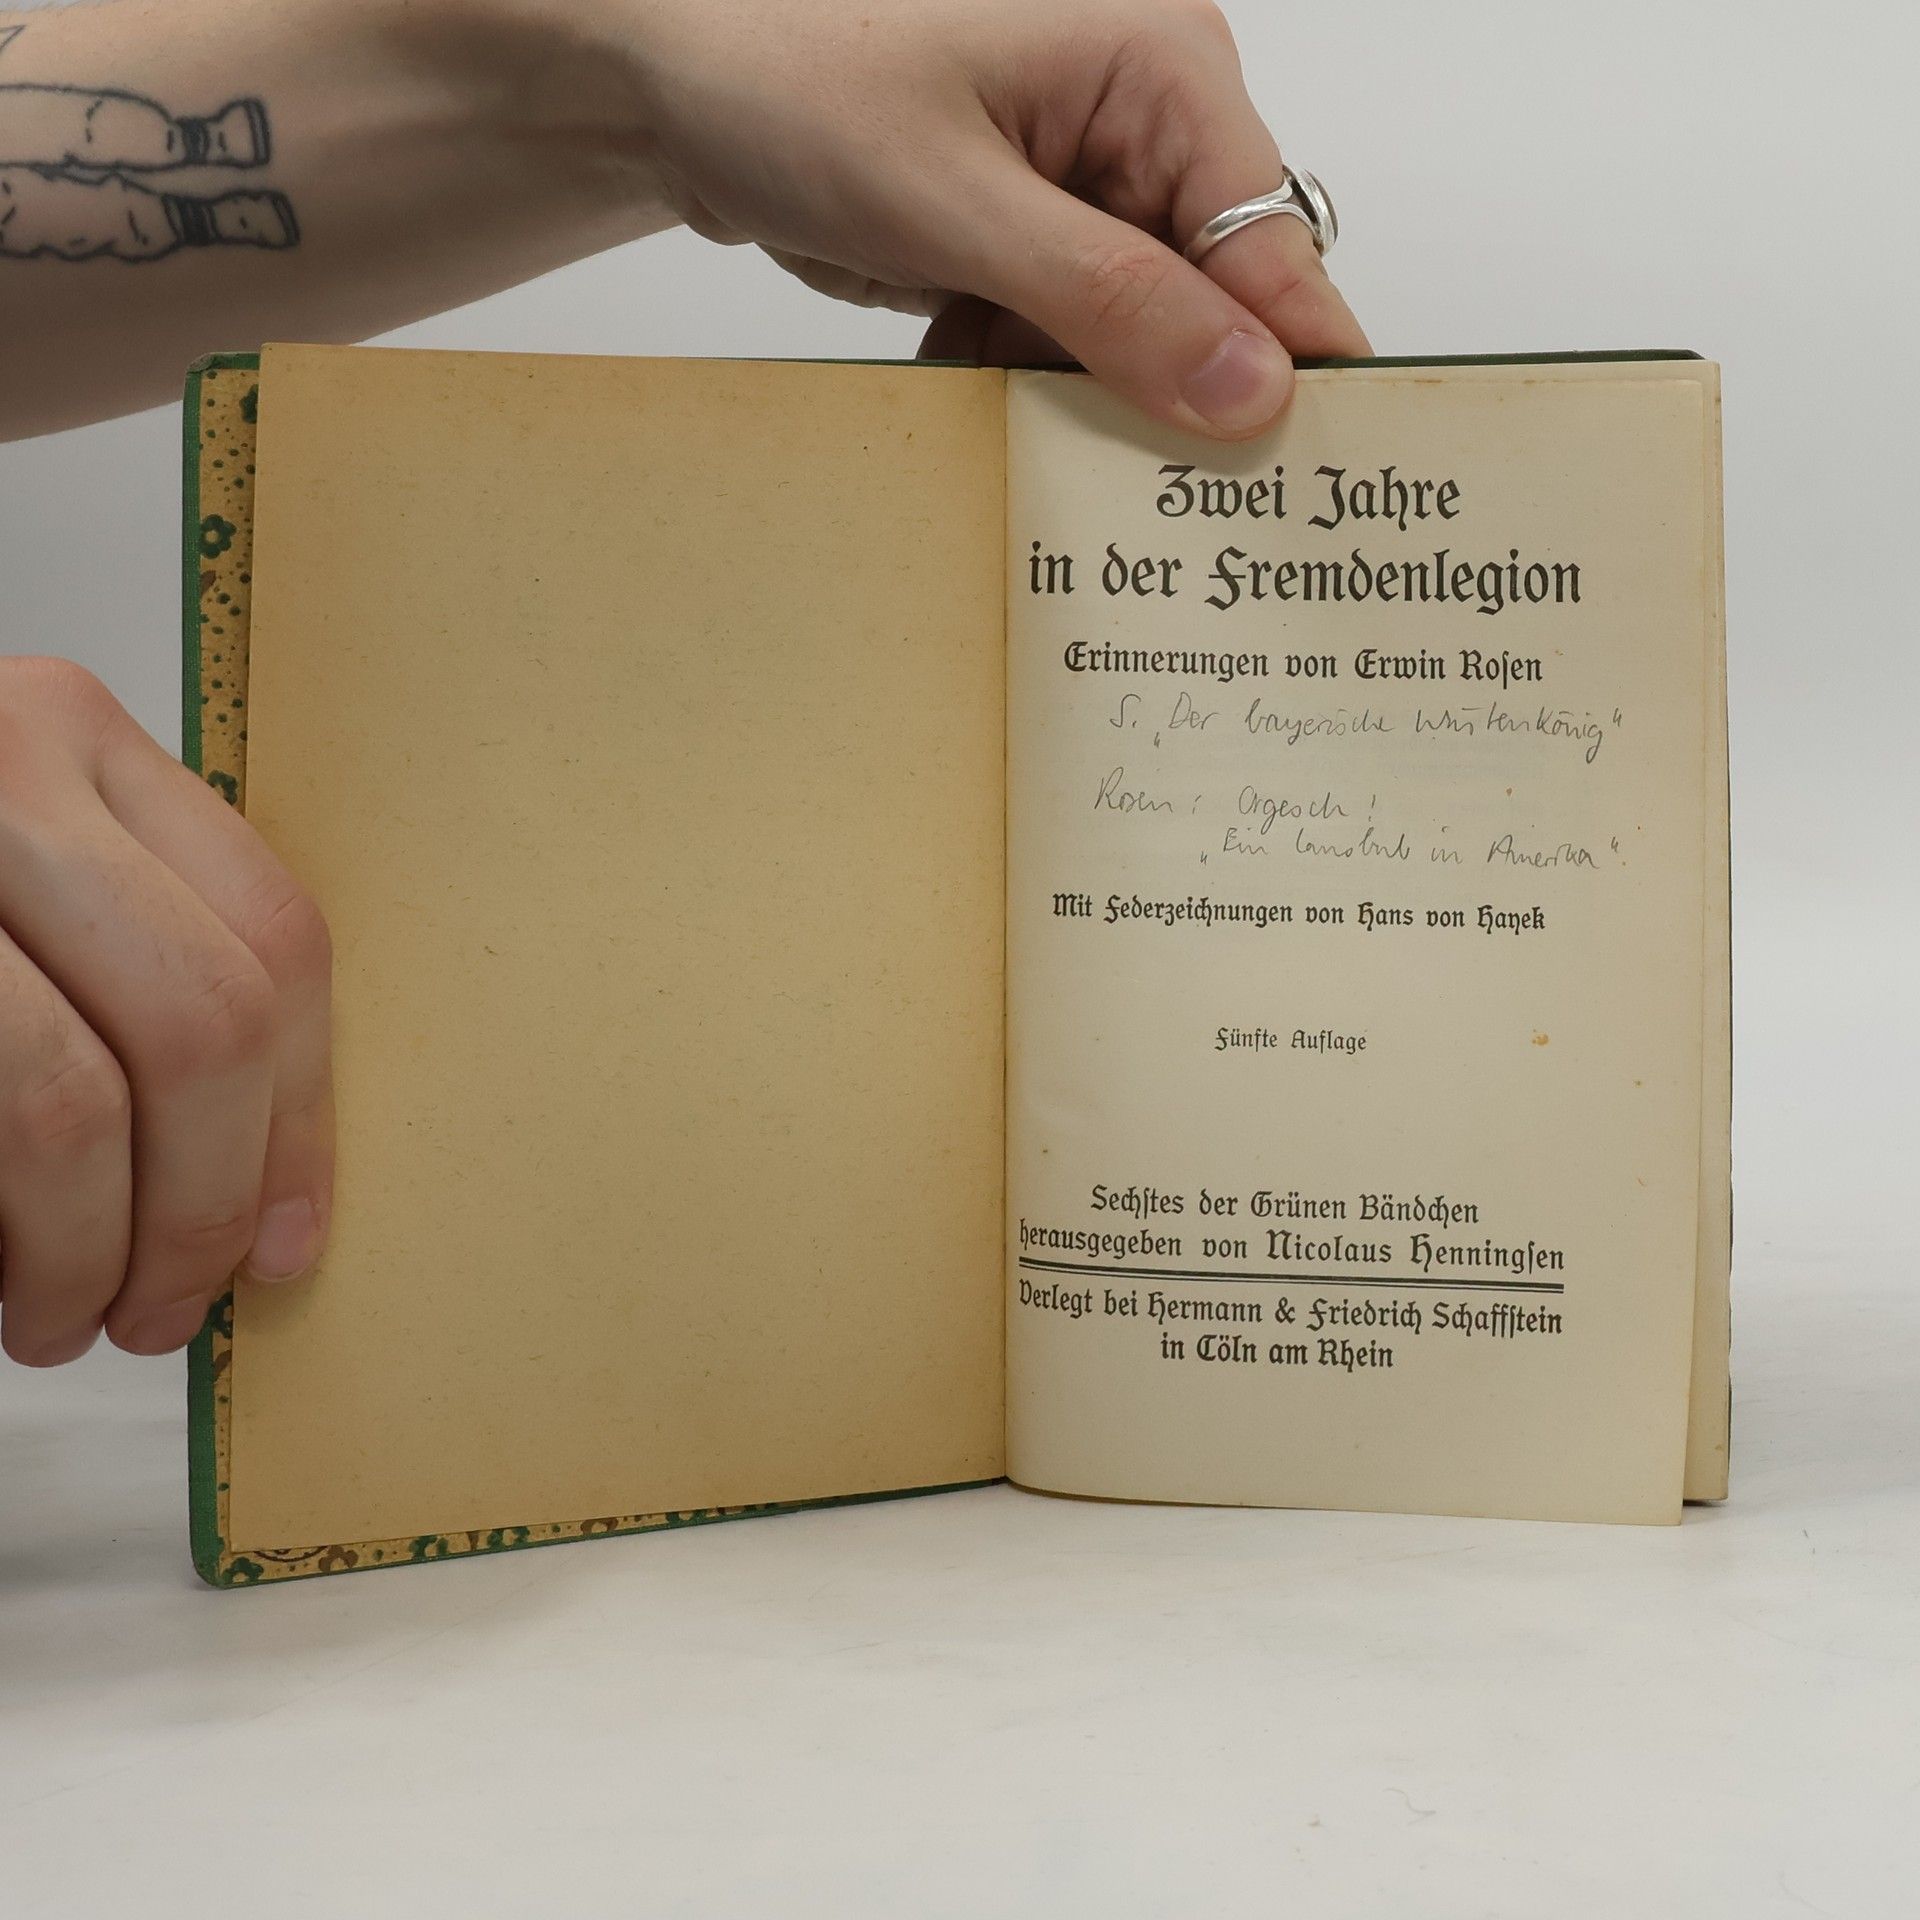 Zwei Jahre
in der Fremdenlegion
Erinnerungen von Erwin Roſen
S. „Der bayerische Wüstenkönig“
Rosen: Orgesch!
„Ein Lausbub in Amerika“.
Mit Federzeichnungen von Hans von Hayek
Fünfte Auflage
Sechſtes der Grünen Bändchen
herausgegeben von Nicolaus Henningſen
Verlegt bei Hermann & Friedrich Schaffſtein
in Cöln am Rhein